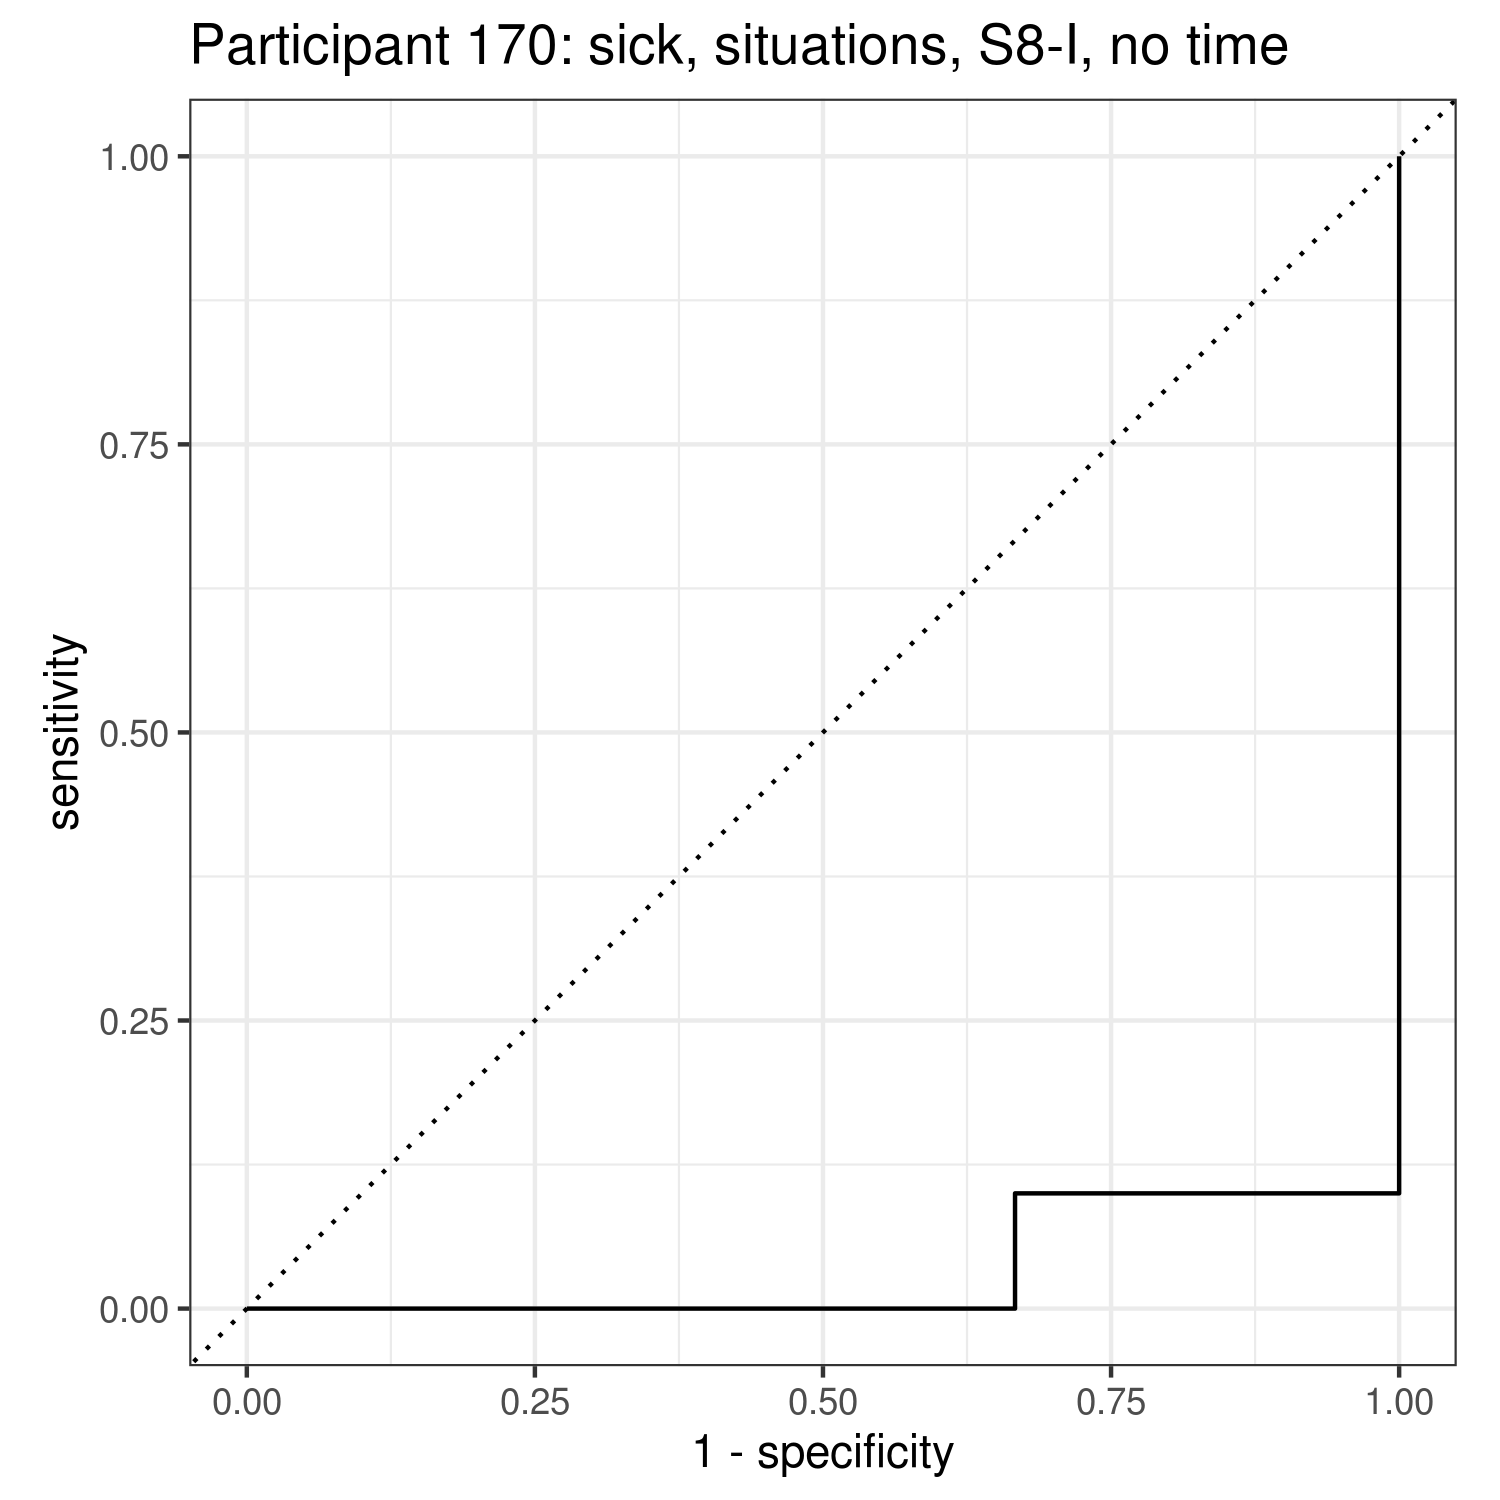 Participant 170: sick, situations, S8-I, no time
1.00
0.75
0.50
0.25
0.00
sensitivity
0.00 0.25 0.50 0.75 1.00
1 - specificity